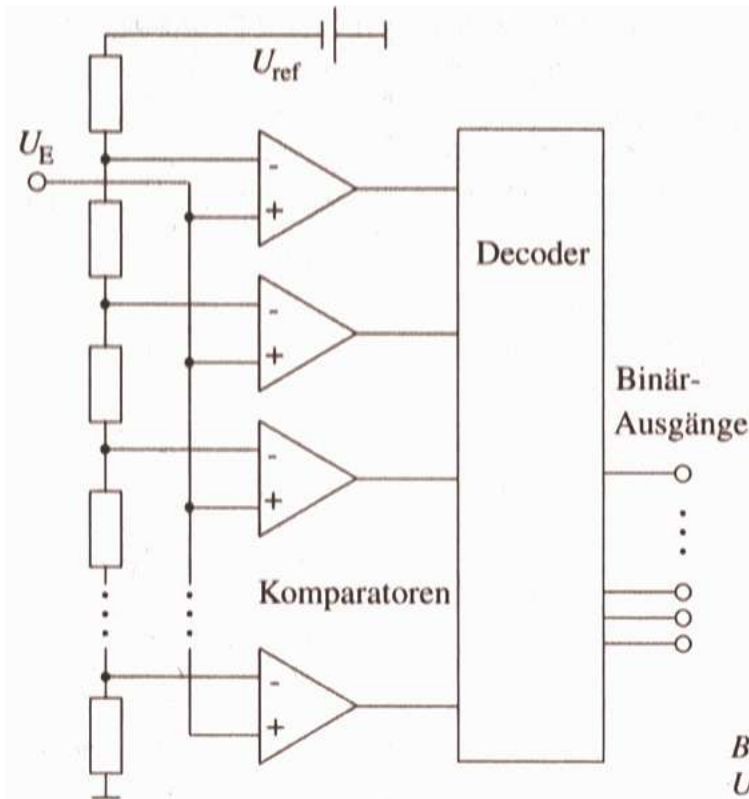 U_ref
U_E
-
+
Decoder
-
+
Binär-
Ausgänge
-
+
Komparatoren
-
+
B
U